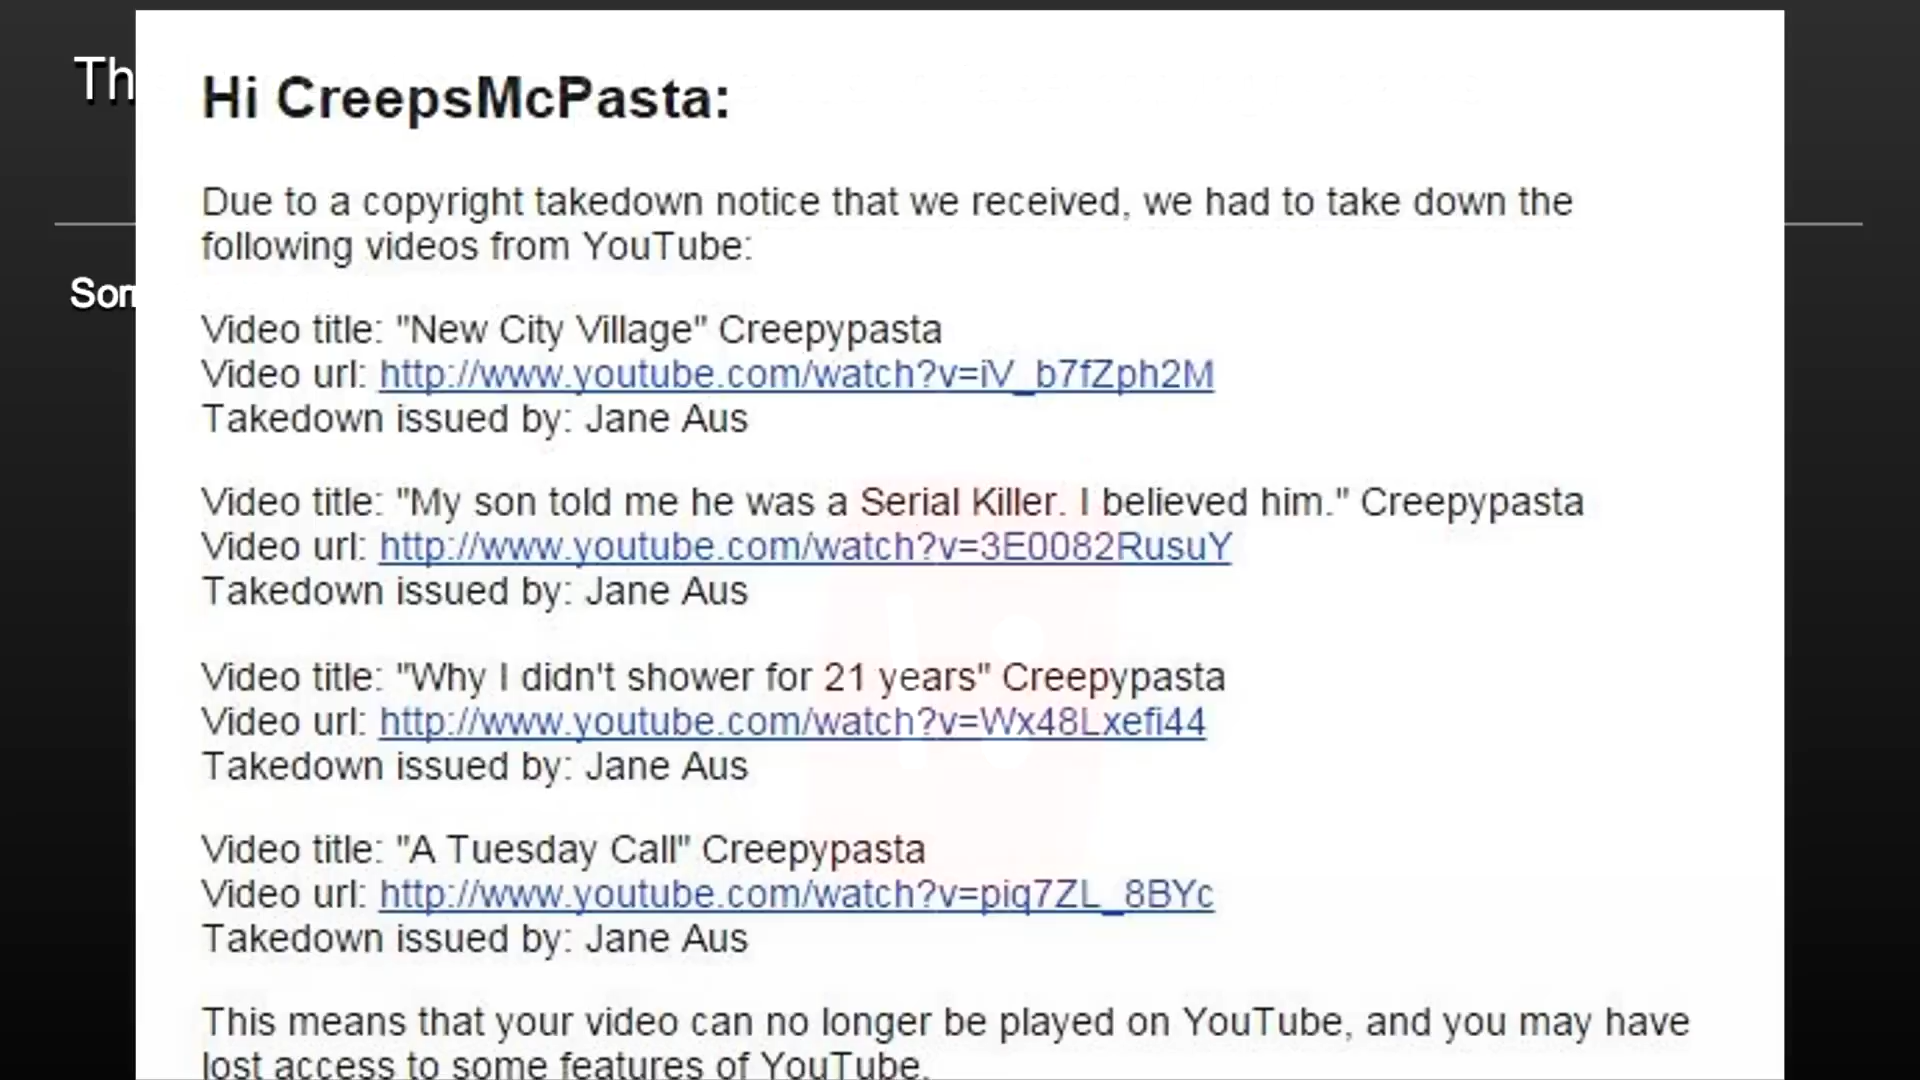 Th
Som
Hi CreepsMcPasta:
Due to a copyright takedown notice that we received, we had to take down the
following videos from YouTube:
Video title: "New City Village" Creepypasta
Video url: http://www.youtube.com/watch?v=iV_b7fZph2M
Takedown issued by: Jane Aus
Video title: "My son told me he was a Serial Killer. I believed him." Creepypasta
Video url: http://www.youtube.com/watch?v=3E0082RusuY
Takedown issued by: Jane Aus
Video title: "Why I didn't shower for 21 years" Creepypasta
Video url: http://www.youtube.com/watch?v=Wx48Lxefi44
Takedown issued by: Jane Aus
Video title: "A Tuesday Call" Creepypasta
Video url: http://www.youtube.com/watch?v=piq7ZL_8BYc
Takedown issued by: Jane Aus
This means that your video can no longer be played on YouTube, and you may have
lost access to some features of YouTube.